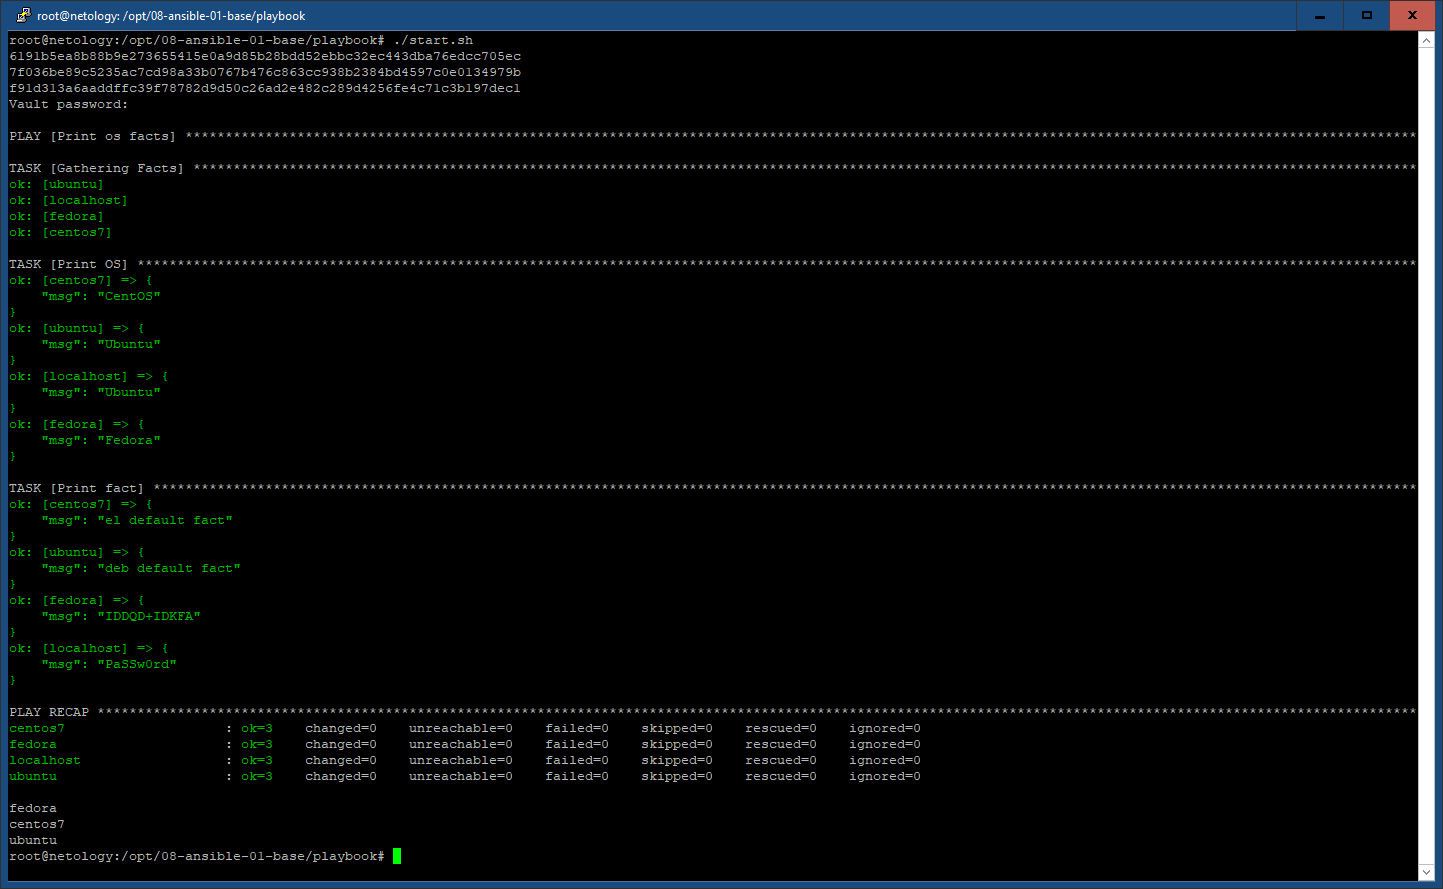 root@netology: /opt/08-ansible-01-base/playbook
root@netology:/opt/08-ansible-01-base/playbook# ./start.sh
6191b5ea8b88b9e273655415e0a9d85b28bdd52ebbc32ec443dba76edcc705ec
7f036be89c5235ac7cd98a33b0767b476c863cc938b2384bd4597c0e0134979b
f91d313a6aaddffc39f78782d9d50c26ad2e482c289d4256fe4c71c3b197dec1
Vault password:
PLAY [Print os facts] **********************************************************************************************************************************************************
TASK [Gathering Facts] *********************************************************************************************************************************************************
ok: [ubuntu]
ok: [localhost]
ok: [fedora]
ok: [centos7]
TASK [Print OS] ****************************************************************************************************************************************************************
ok: [centos7] => {
    "msg": "CentOS"
}
ok: [ubuntu] => {
    "msg": "Ubuntu"
}
ok: [localhost] => {
    "msg": "Ubuntu"
}
ok: [fedora] => {
    "msg": "Fedora"
}
TASK [Print fact] **************************************************************************************************************************************************************
ok: [centos7] => {
    "msg": "el default fact"
}
ok: [ubuntu] => {
    "msg": "deb default fact"
}
ok: [fedora] => {
    "msg": "IDDQD+IDKFA"
}
ok: [localhost] => {
    "msg": "PaSSw0rd"
}
PLAY RECAP *********************************************************************************************************************************************************************
centos7                    : ok=3    changed=0    unreachable=0    failed=0    skipped=0    rescued=0    ignored=0
fedora                     : ok=3    changed=0    unreachable=0    failed=0    skipped=0    rescued=0    ignored=0
localhost                  : ok=3    changed=0    unreachable=0    failed=0    skipped=0    rescued=0    ignored=0
ubuntu                     : ok=3    changed=0    unreachable=0    failed=0    skipped=0    rescued=0    ignored=0
fedora
centos7
ubuntu
root@netology:/opt/08-ansible-01-base/playbook#